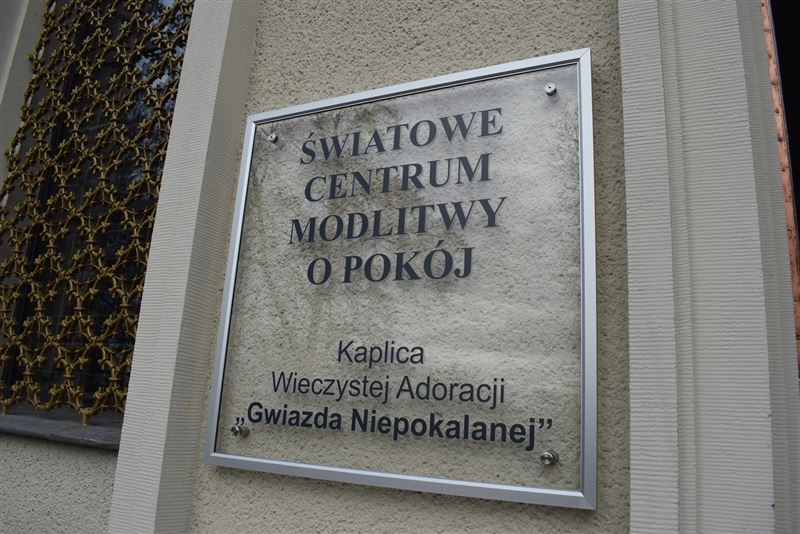 ŚWIATOWE
CENTRUM
MODLITWY
O POKÓJ
Kaplica
Wieczystej Adoracji
„Gwiazda Niepokalanej”